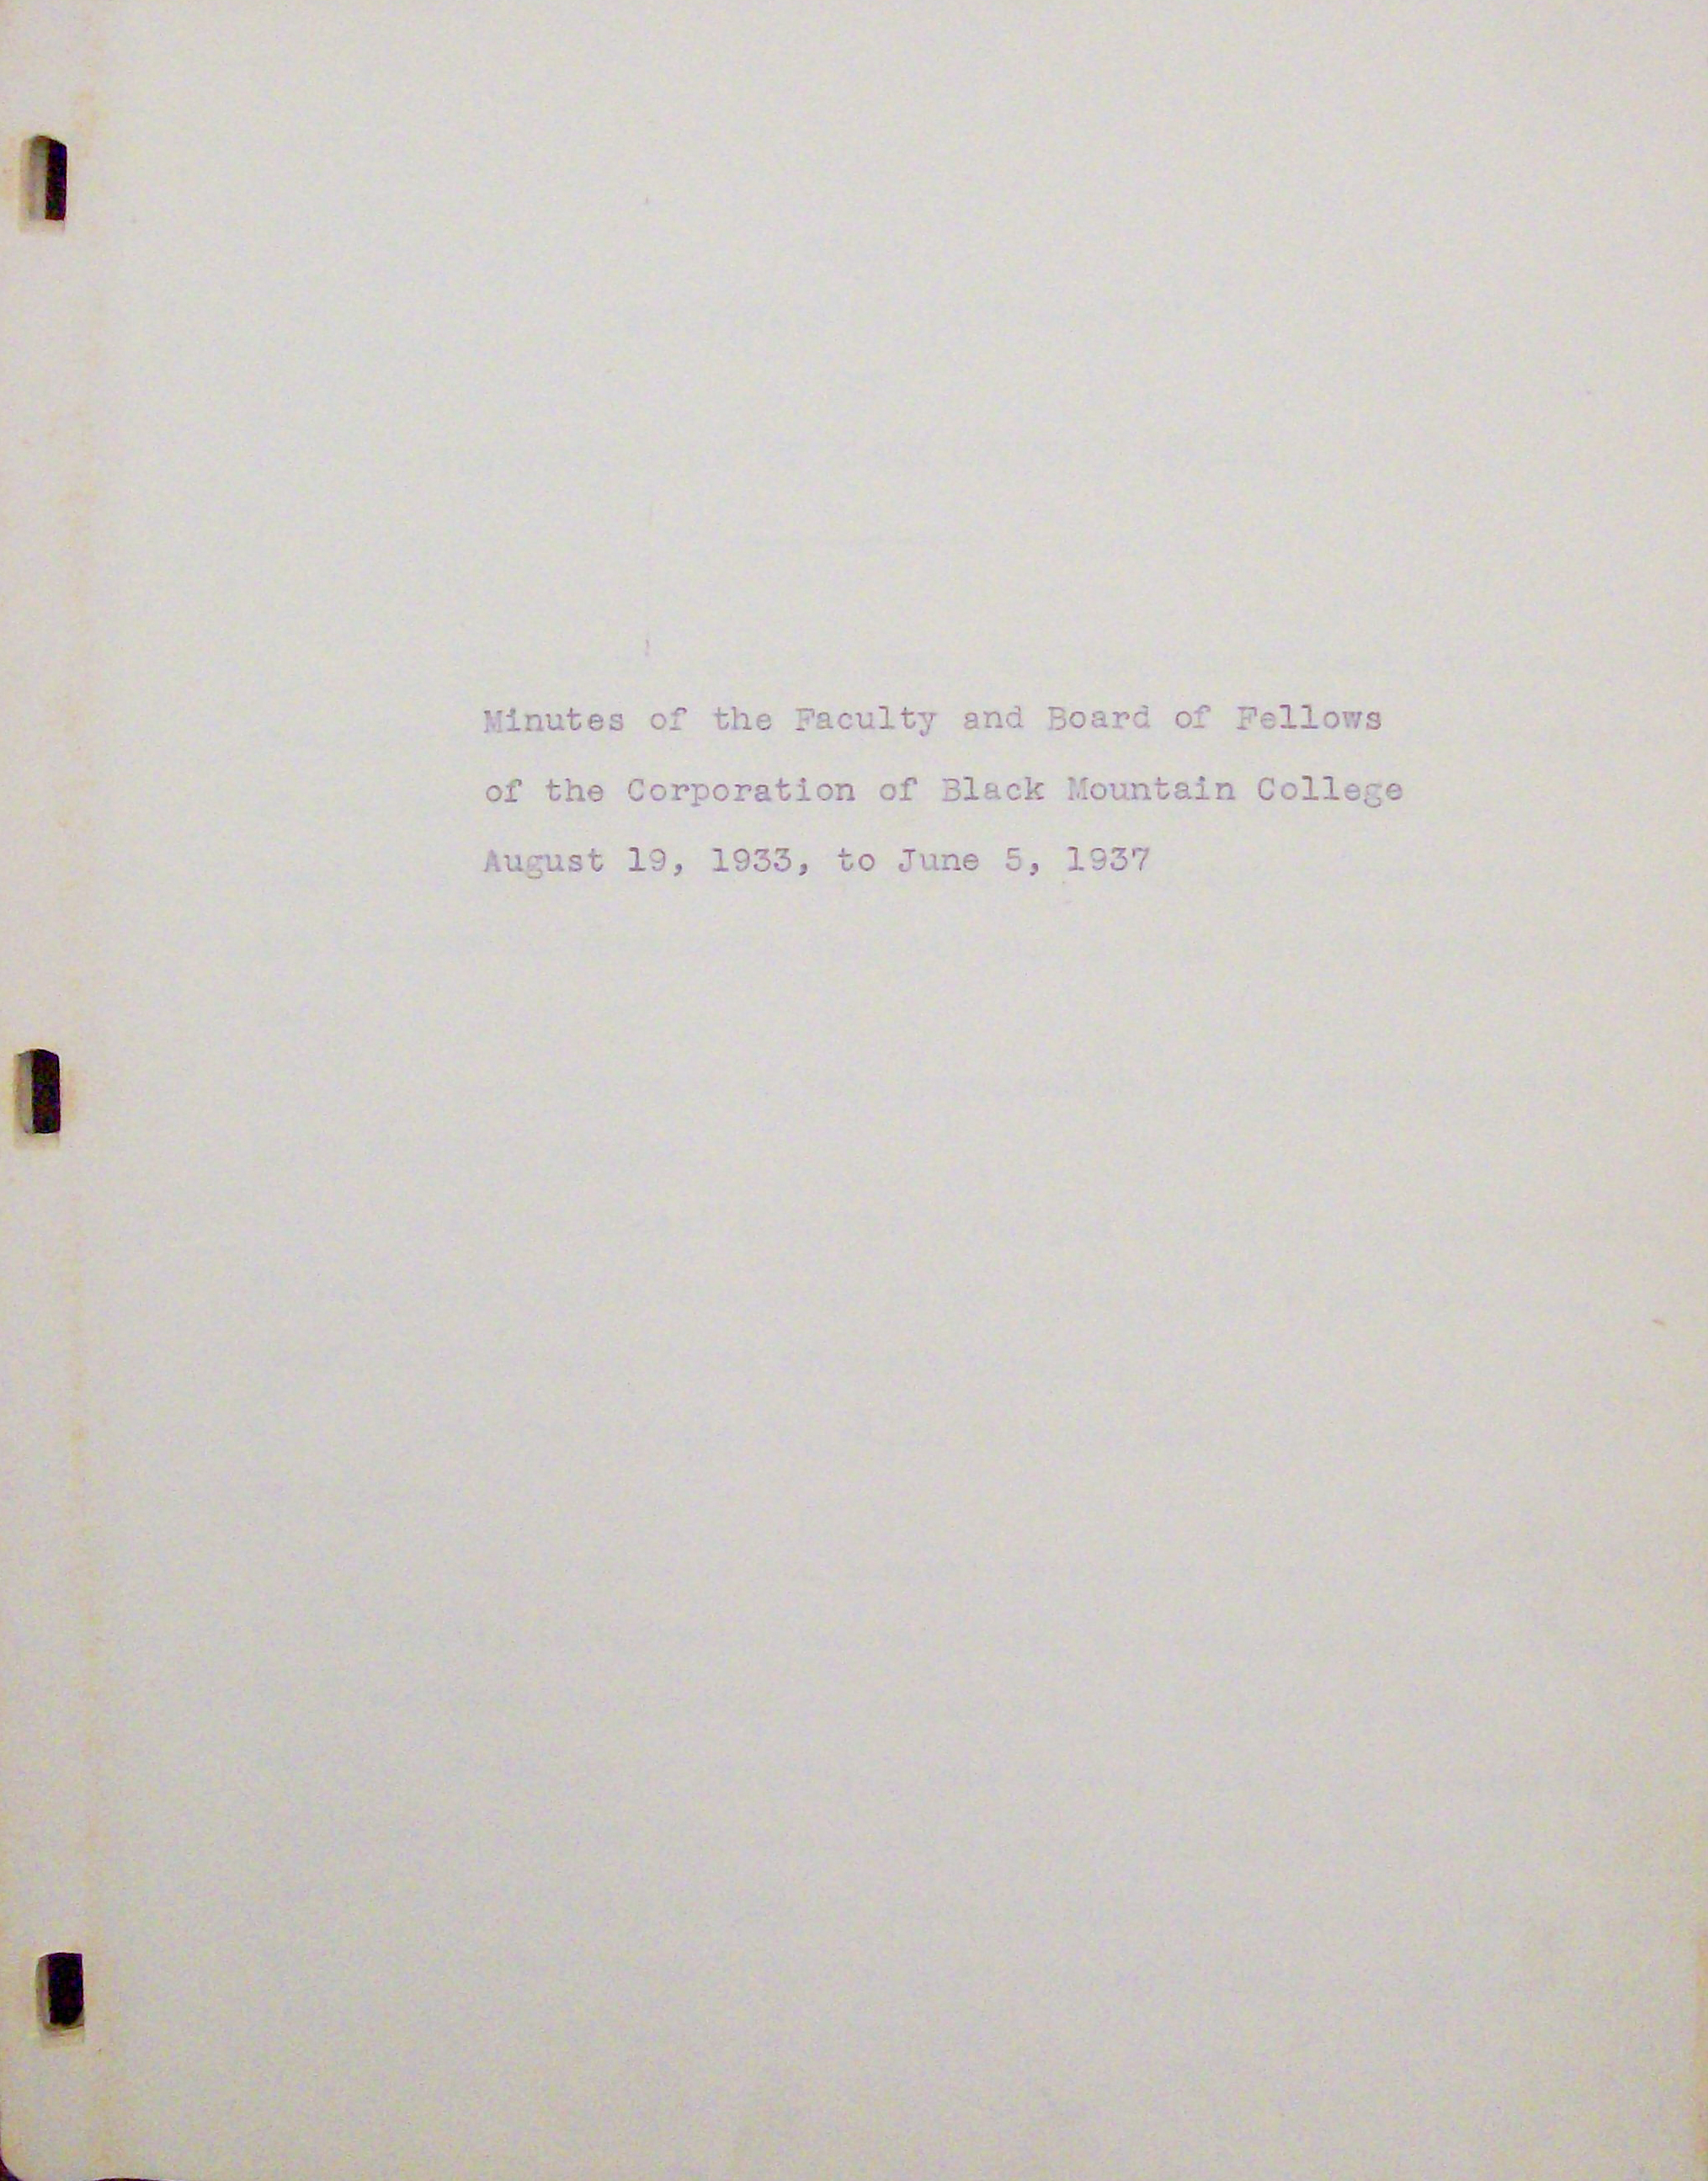 Minutes of the Faculty and Board of Fellows
of the Corporation of Black Mountain College
August 19, 1933, to June 5, 1937